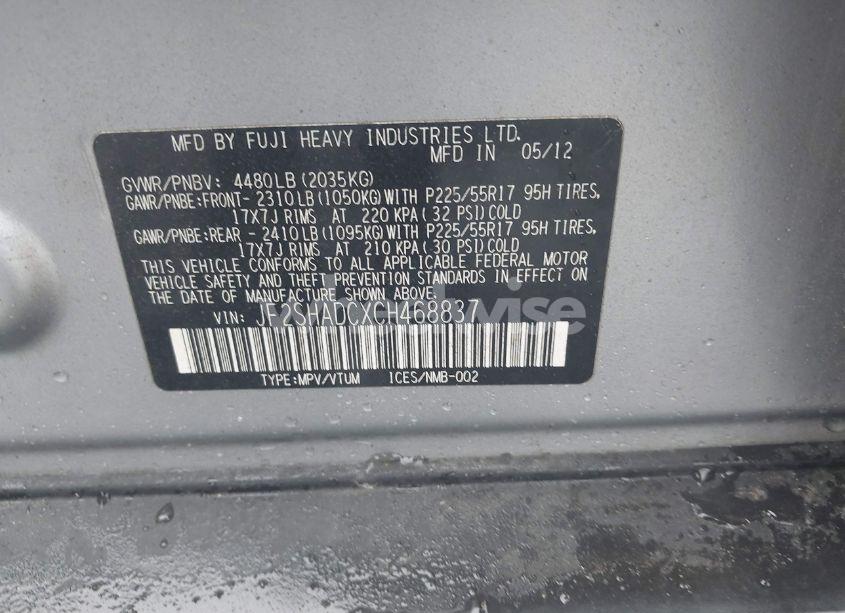 MFD BY FUJI HEAVY INDUSTRIES LTD.
MFD IN 05/12
GVWR/PNBV: 4480LB(2035KG)
GAWR/PNBE:FRONT- 2310LB(1050KG)WITH P225/55R17 95H TIRES,
17X7J RIMS AT 220 KPA( 32 PSI)COLD
GAWR/PNBE:REAR - 2410LB(1095KG)WITH P225/55R17 95H TIRES,
17X7J RIMS AT 210 KPA( 30 PSI)COLD
THIS VEHICLE CONFORMS TO ALL APPLICABLE FEDERAL MOTOR
VEHICLE SAFETY AND THEFT PREVENTION STANDARDS IN EFFECT ON
THE DATE OF MANUFACTURE SHOWN ABOVE.
VIN: JF2SHADCXCH468837
TYPE:MPV/VTUM ICES/NMB-002